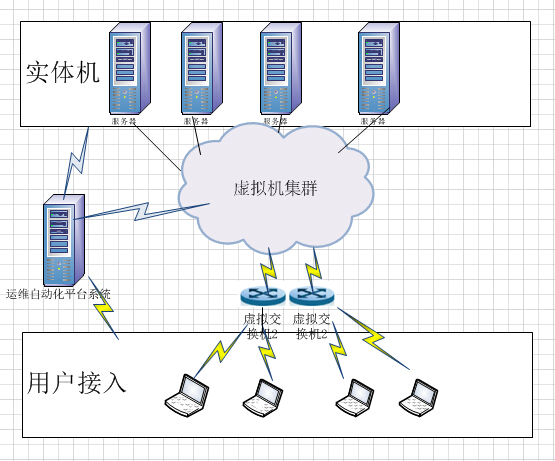 实体机
服务器
服务器
服务器
服务器
虚拟机集群
运维自动化平台系统
虚拟交
换机2
虚拟交
换机2
用户接入